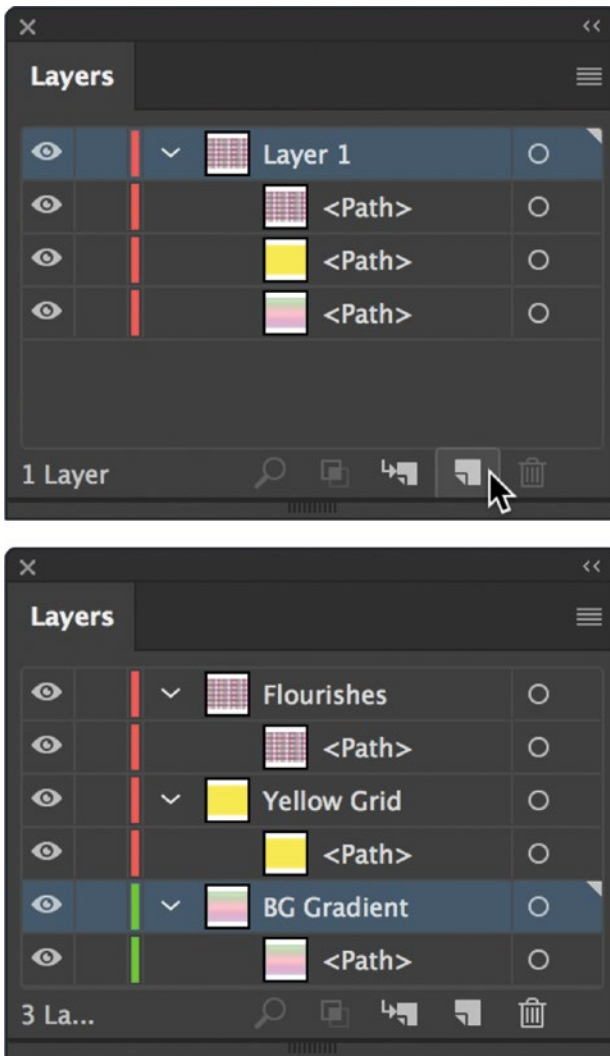 Layers
Layer 1
<Path>
<Path>
<Path>
1 Layer
Layers
Flourishes
<Path>
Yellow Grid
<Path>
BG Gradient
<Path>
3 La...